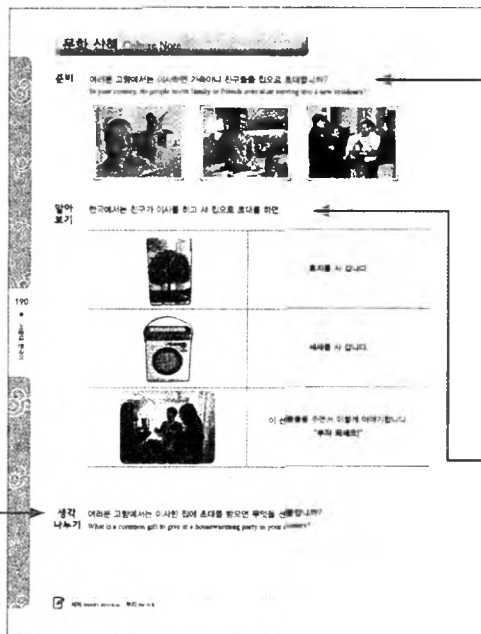 문화 산책 Culture Note
준비
여러분 고향에서는 이사하면 가족이나 친구들을 집으로 초대합니까?
In your country, do people invite family or friends over after moving into a new residence?
알아
보기
한국에서는 친구가 이사를 하고 새 집으로 초대를 하면
휴지를 사 갑니다.
세제를 사 갑니다.
이 선물들을 주면서 이렇게 이야기합니다.
"부자 되세요!"
190
생각
나누기
여러분 고향에서는 이사한 집에 초대를 받으면 무엇을 선물합니까?
What is a common gift to give at a housewarming party in your country?
세제
부자